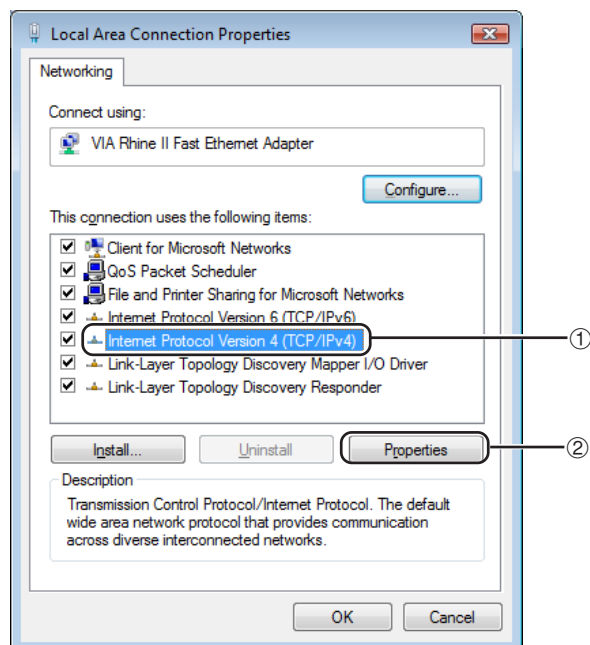 Local Area Connection Properties
Networking
Connect using:
VIA Rhine II Fast Ethernet Adapter
Configure...
This connection uses the following items:
Client for Microsoft Networks
QoS Packet Scheduler
File and Printer Sharing for Microsoft Networks
Internet Protocol Version 6 (TCP/IPv6)
Internet Protocol Version 4 (TCP/IPv4)
①
Link-Layer Topology Discovery Mapper I/O Driver
Link-Layer Topology Discovery Responder
Install...
Uninstall
Properties
②
Description
Transmission Control Protocol/Internet Protocol. The default
wide area network protocol that provides communication
across diverse interconnected networks.
OK
Cancel